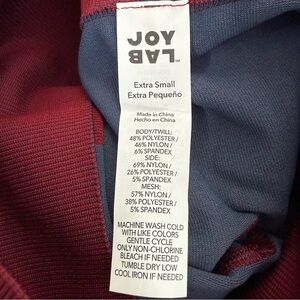 JOY
LAB
Extra Small
Extra Pequeño
Made in China
Hecho en China
BODY/TWILL:
48% POLYESTER/
46% NYLON/
6% SPANDEX
SIDE:
69% NYLON/
26% POLYESTER/
5% SPANDEX
MESH:
57% NYLON/
38% POLYESTER/
5% SPANDEX
MACHINE WASH COLD
WITH LIKE COLORS
GENTLE CYCLE
ONLY NON-CHLORINE
BLEACH IF NEEDED
TUMBLE DRY LOW
COOL IRON IF NEEDED